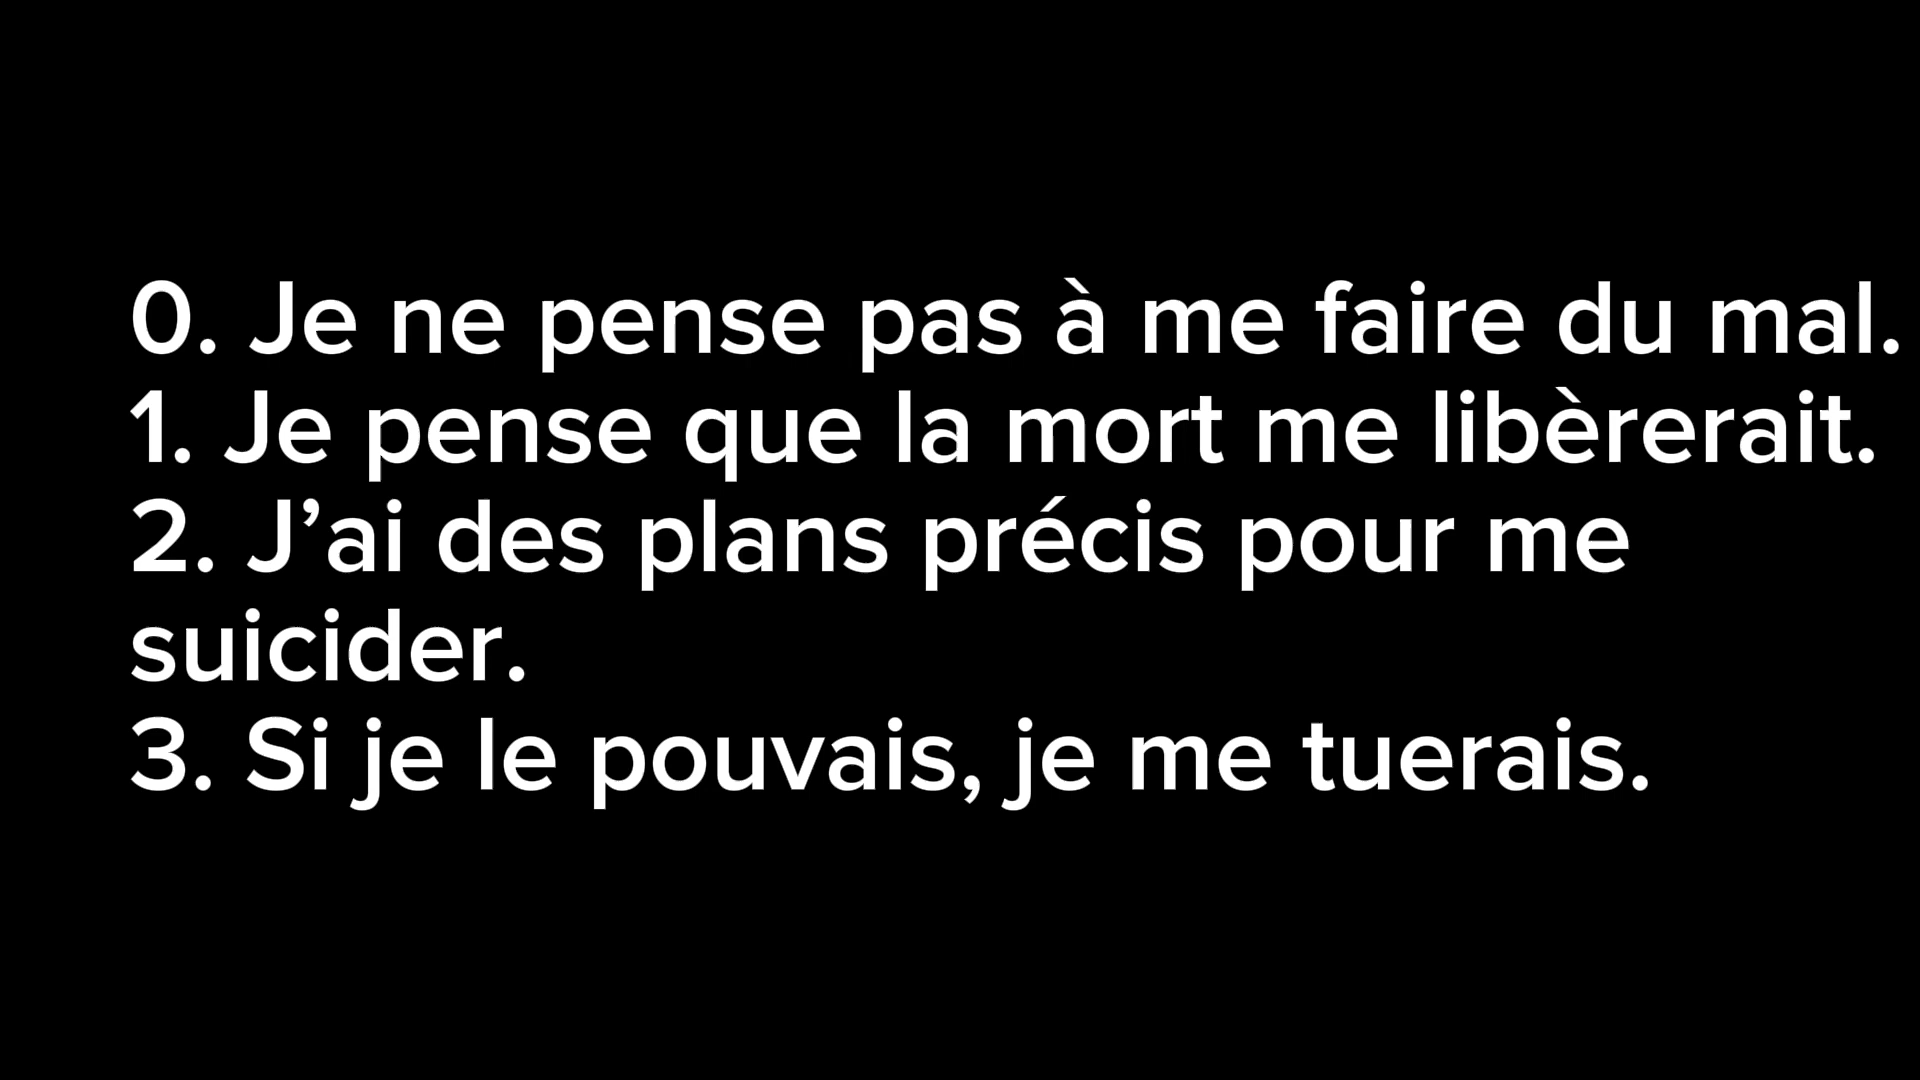 0. Je ne pense pas à me faire du mal.
1. Je pense que la mort me libèrerait.
2. J’ai des plans précis pour me
suicider.
3. Si je le pouvais, je me tuerais.